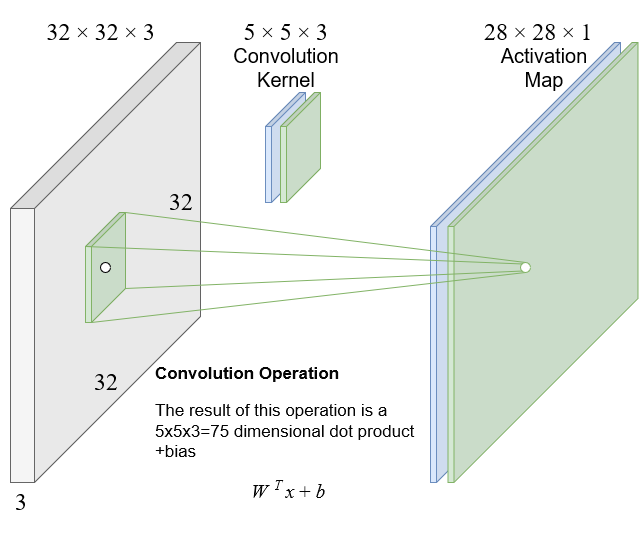 32 × 32 × 3
5 × 5 × 3
Convolution
Kernel
28 × 28 × 1
Activation
Map
32
32
3
Convolution Operation
The result of this operation is a
5x5x3=75 dimensional dot product
+bias
W^T x + b